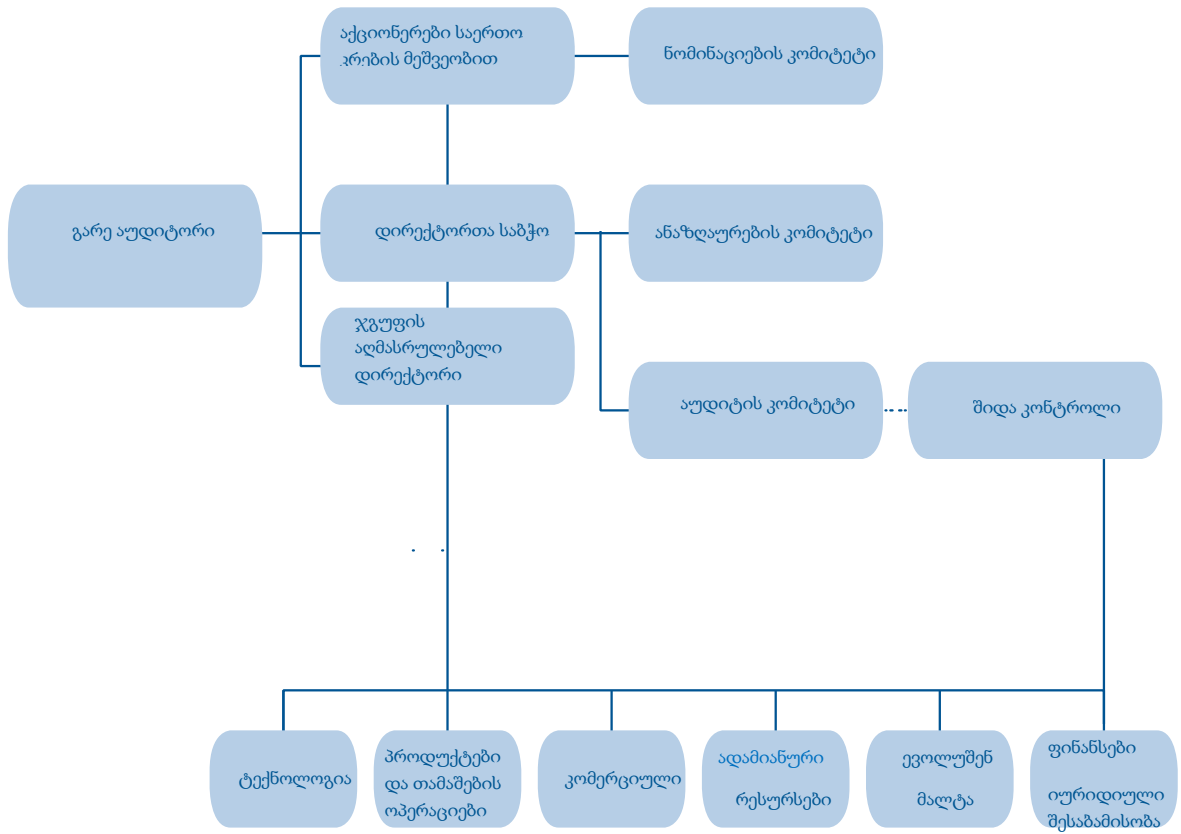 აქციონერები საერთო
კრების მეშვეობით
ნომინაციების კომიტეტი
გარე აუდიტორი
დირექტორთა საბჭო
ანაზღაურების კომიტეტი
ჯგუფის
აღმასრულებელი
დირექტორი
აუდიტის კომიტეტი
შიდა კონტროლი
ტექნოლოგია
პროდუქტები
და თამაშების
ოპერაციები
კომერციული
ადამიანური
რესურსები
ევოლუშენ
მალტა
ფინანსები
იურიდიული
შესაბამისობა